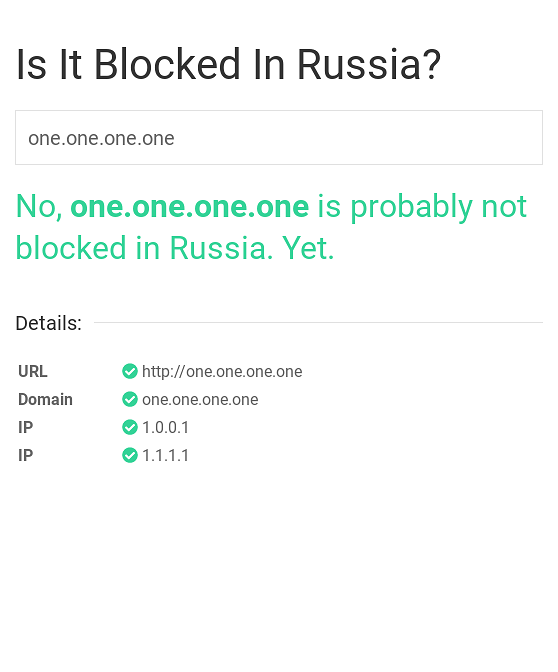 Is It Blocked In Russia?
one.one.one.one
No, one.one.one.one is probably not
blocked in Russia. Yet.
Details:
URL http://one.one.one.one
Domain one.one.one.one
IP 1.0.0.1
IP 1.1.1.1